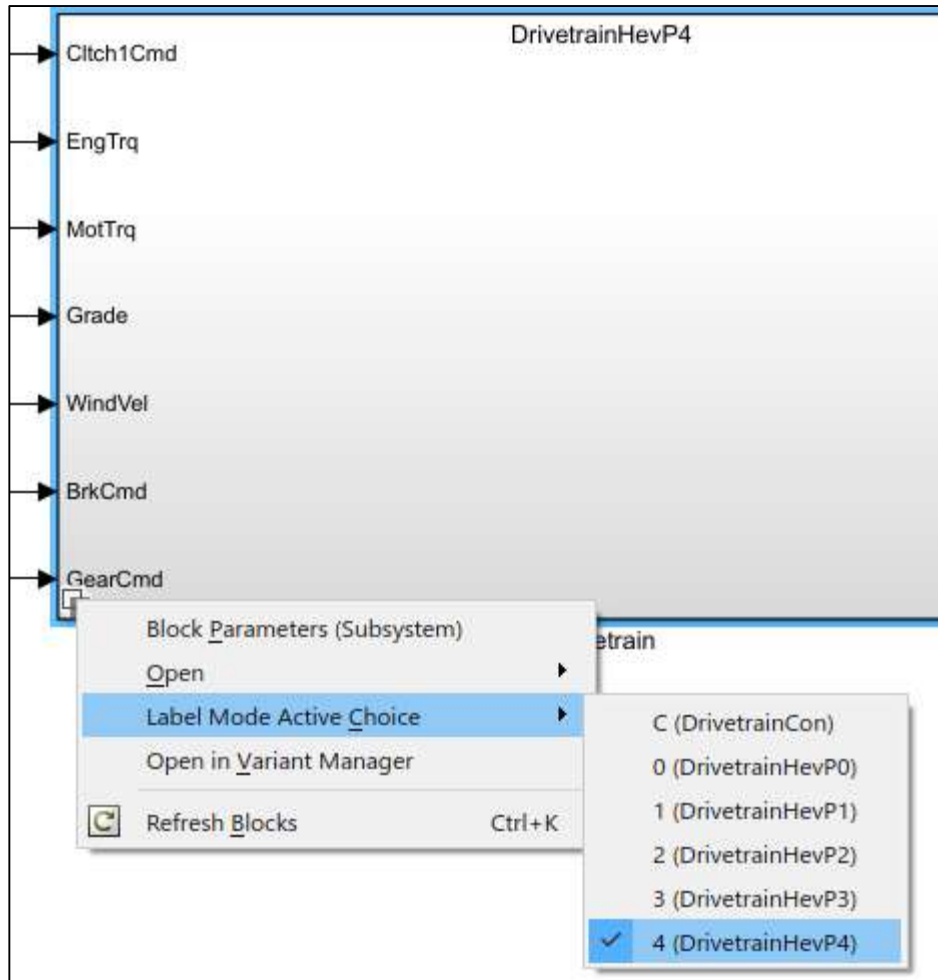 DrivetrainHevP4
Cltch1Cmd
EngTrq
MotTrq
Grade
WindVel
BrkCmd
GearCmd
etrain
Block Parameters (Subsystem)
Open
Label Mode Active Choice
Open in Variant Manager
Refresh Blocks Ctrl+K
C (DrivetrainCon)
0 (DrivetrainHevP0)
1 (DrivetrainHevP1)
2 (DrivetrainHevP2)
3 (DrivetrainHevP3)
4 (DrivetrainHevP4)